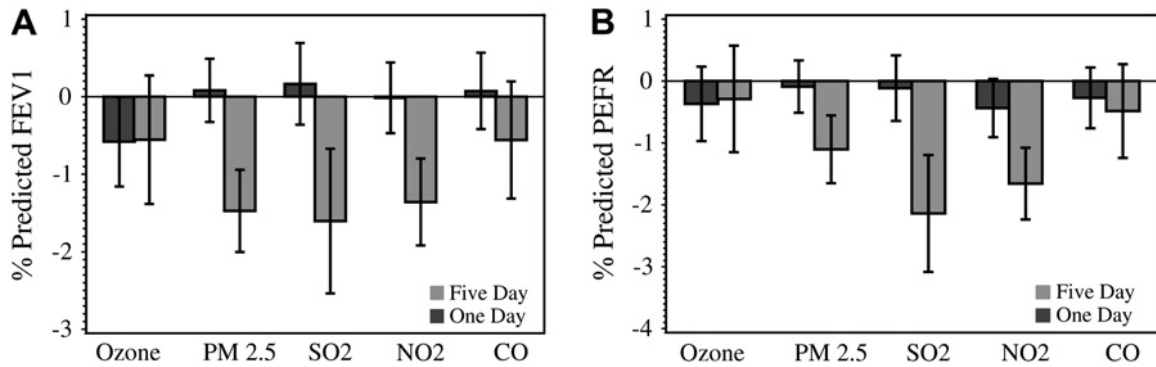 A
% Predicted FEV1
1
0
-1
-2
-3
Five Day
One Day
Ozone PM 2.5 SO2 NO2 CO
B
% Predicted PEFR
1
0
-1
-2
-3
-4
Five Day
One Day
Ozone PM 2.5 SO2 NO2 CO